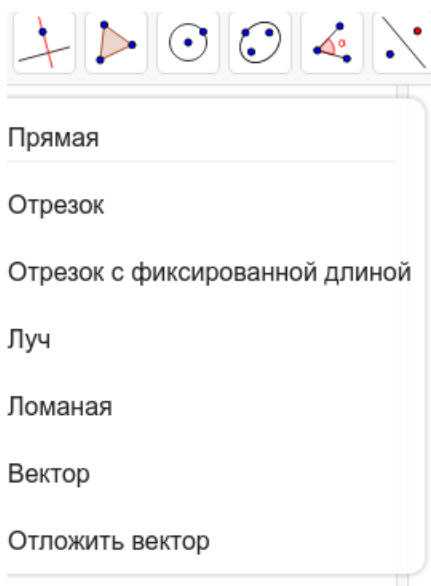 α
Прямая
Отрезок
Отрезок с фиксированной длиной
Луч
Ломаная
Вектор
Отложить вектор